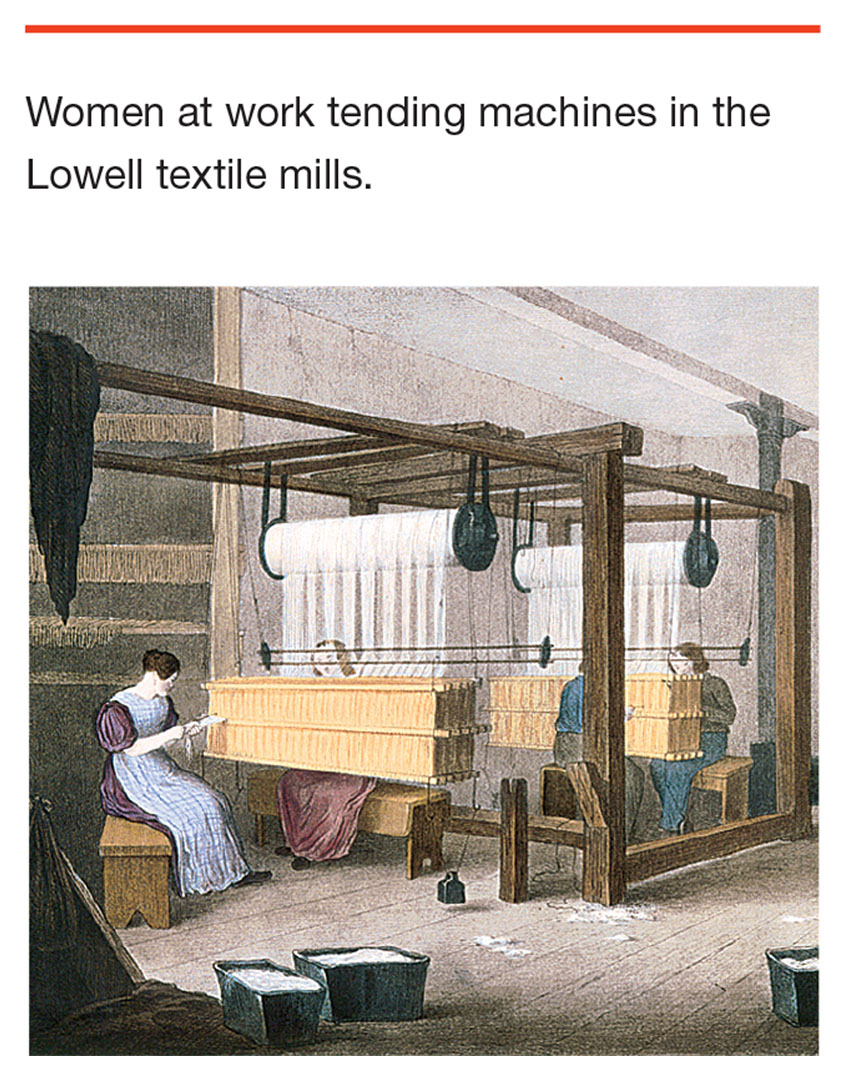 Women at work tending machines in the
Lowell textile mills.